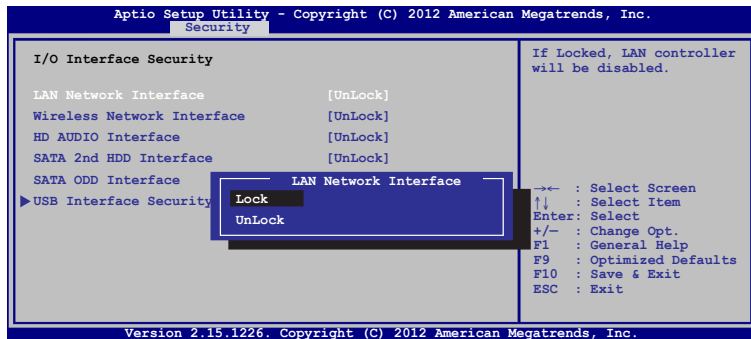 Aptio Setup Utility - Copyright (C) 2012 American Megatrends, Inc.
Security
I/O Interface Security
LAN Network Interface [UnLock]
Wireless Network Interface [UnLock]
HD AUDIO Interface [UnLock]
SATA 2nd HDD Interface [UnLock]
SATA ODD Interface
USB Interface Security
LAN Network Interface
Lock
UnLock
If Locked, LAN controller
will be disabled.
→← : Select Screen
↑↓ : Select Item
Enter: Select
+/— : Change Opt.
F1 : General Help
F9 : Optimized Defaults
F10 : Save & Exit
ESC : Exit
Version 2.15.1226. Copyright (C) 2012 American Megatrends, Inc.